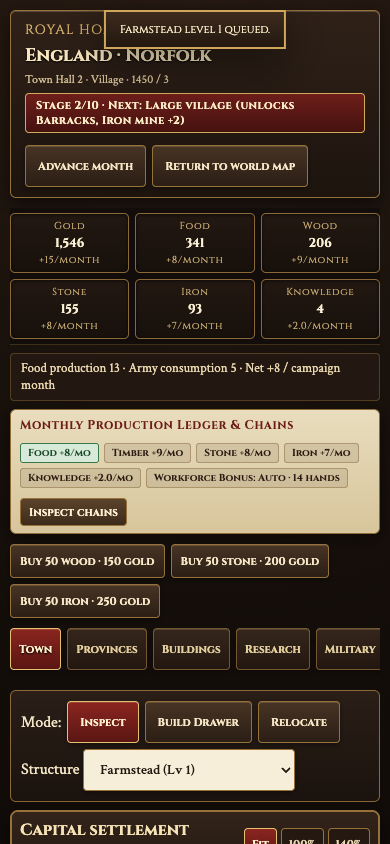 ROYAL HO
Farmstead level 1 queued.
England · Norfolk
Town Hall 2 · Village · 1450 / 3
Stage 2/10 · Next: Large village (unlocks
Barracks, Iron mine +2)
Advance month
Return to world map
Gold
1,546
+15/month
Food
341
+8/month
Wood
206
+9/month
Stone
155
+8/month
Iron
93
+7/month
Knowledge
4
+2.0/month
Food production 13 · Army consumption 5 · Net +8 / campaign
month
Monthly Production Ledger & Chains
Food +8/mo
Timber +9/mo
Stone +8/mo
Iron +7/mo
Knowledge +2.0/mo
Workforce Bonus: Auto · 14 hands
Inspect chains
Buy 50 wood · 150 gold
Buy 50 stone · 200 gold
Buy 50 iron · 250 gold
Town
Provinces
Buildings
Research
Military
Mode:
Inspect
Build Drawer
Relocate
Structure
Farmstead (Lv 1)
Capital settlement
Fit
100%
140%